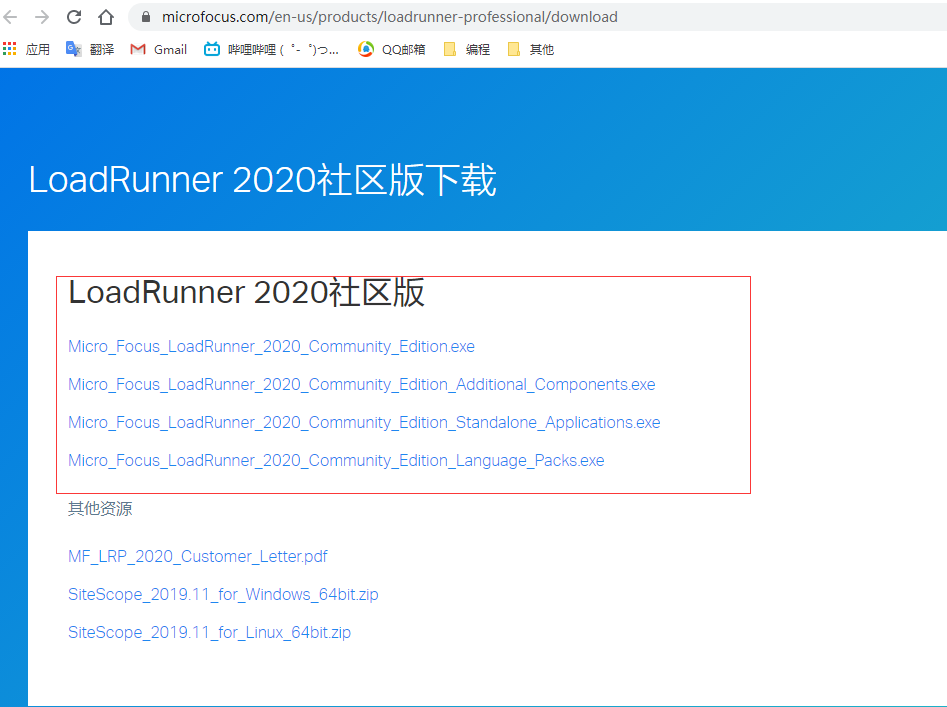 microfocus.com/en-us/products/loadrunner-professional/download
应用 翻译 Gmail 哔哩哔哩 ( ゜- ゜)つ... QQ邮箱 编程 其他
LoadRunner 2020社区版下载
LoadRunner 2020社区版
Micro_Focus_LoadRunner_2020_Community_Edition.exe
Micro_Focus_LoadRunner_2020_Community_Edition_Additional_Components.exe
Micro_Focus_LoadRunner_2020_Community_Edition_Standalone_Applications.exe
Micro_Focus_LoadRunner_2020_Community_Edition_Language_Packs.exe
其他资源
MF_LRP_2020_Customer_Letter.pdf
SiteScope_2019.11_for_Windows_64bit.zip
SiteScope_2019.11_for_Linux_64bit.zip